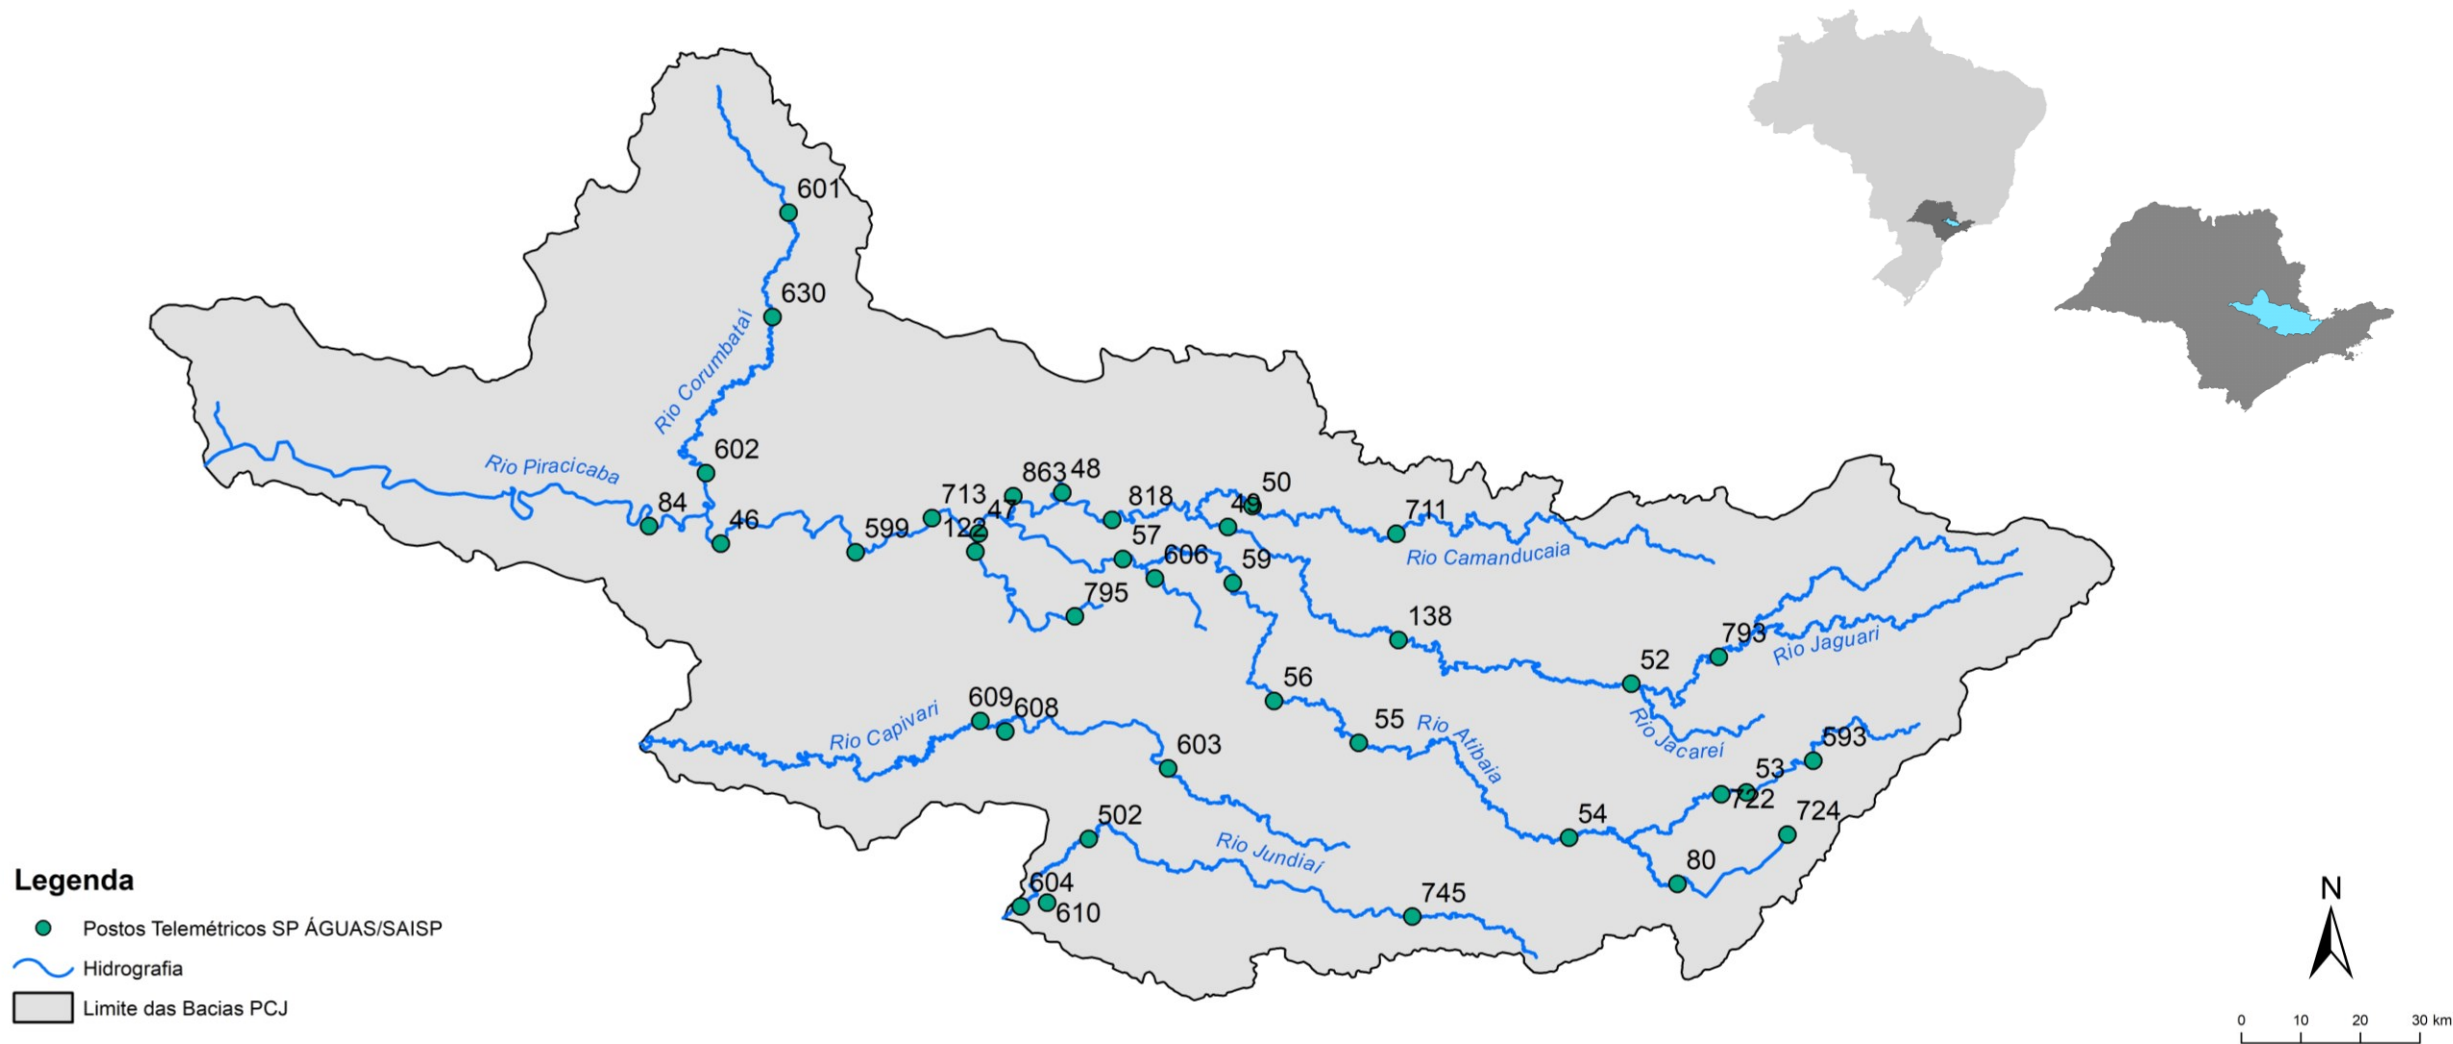 601
630
Rio Corumbataí
602
Rio Piracicaba
84
46
599
713
122
47
863
48
818
57
606
795
49
50
59
711
Rio Camanducaia
138
52
793
Rio Jaguari
Rio Jacareí
56
55
Rio Atibaia
54
593
53
722
724
80
609
608
Rio Capivari
603
502
Rio Jundiaí
745
604
610
Legenda
Postos Telemétricos SP ÁGUAS/SAISP
Hidrografia
Limite das Bacias PCJ
N
0 10 20 30 km